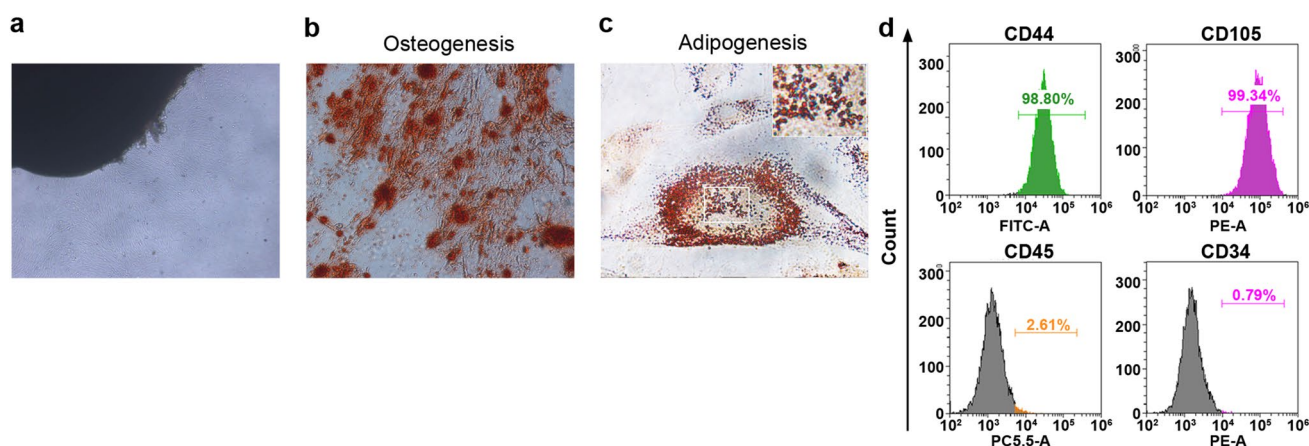 a
b
Osteogenesis
c
Adipogenesis
d
Count
CD44
300
200
100
0
98.80%
10² 10³ 10⁴ 10⁵ 10⁶
FITC-A
CD105
300
200
100
0
99.34%
10² 10³ 10⁴ 10⁵ 10⁶
PE-A
CD45
300
200
100
0
2.61%
10² 10³ 10⁴ 10⁵ 10⁶
PC5.5-A
CD34
300
200
100
0
0.79%
10² 10³ 10⁴ 10⁵ 10⁶
PE-A